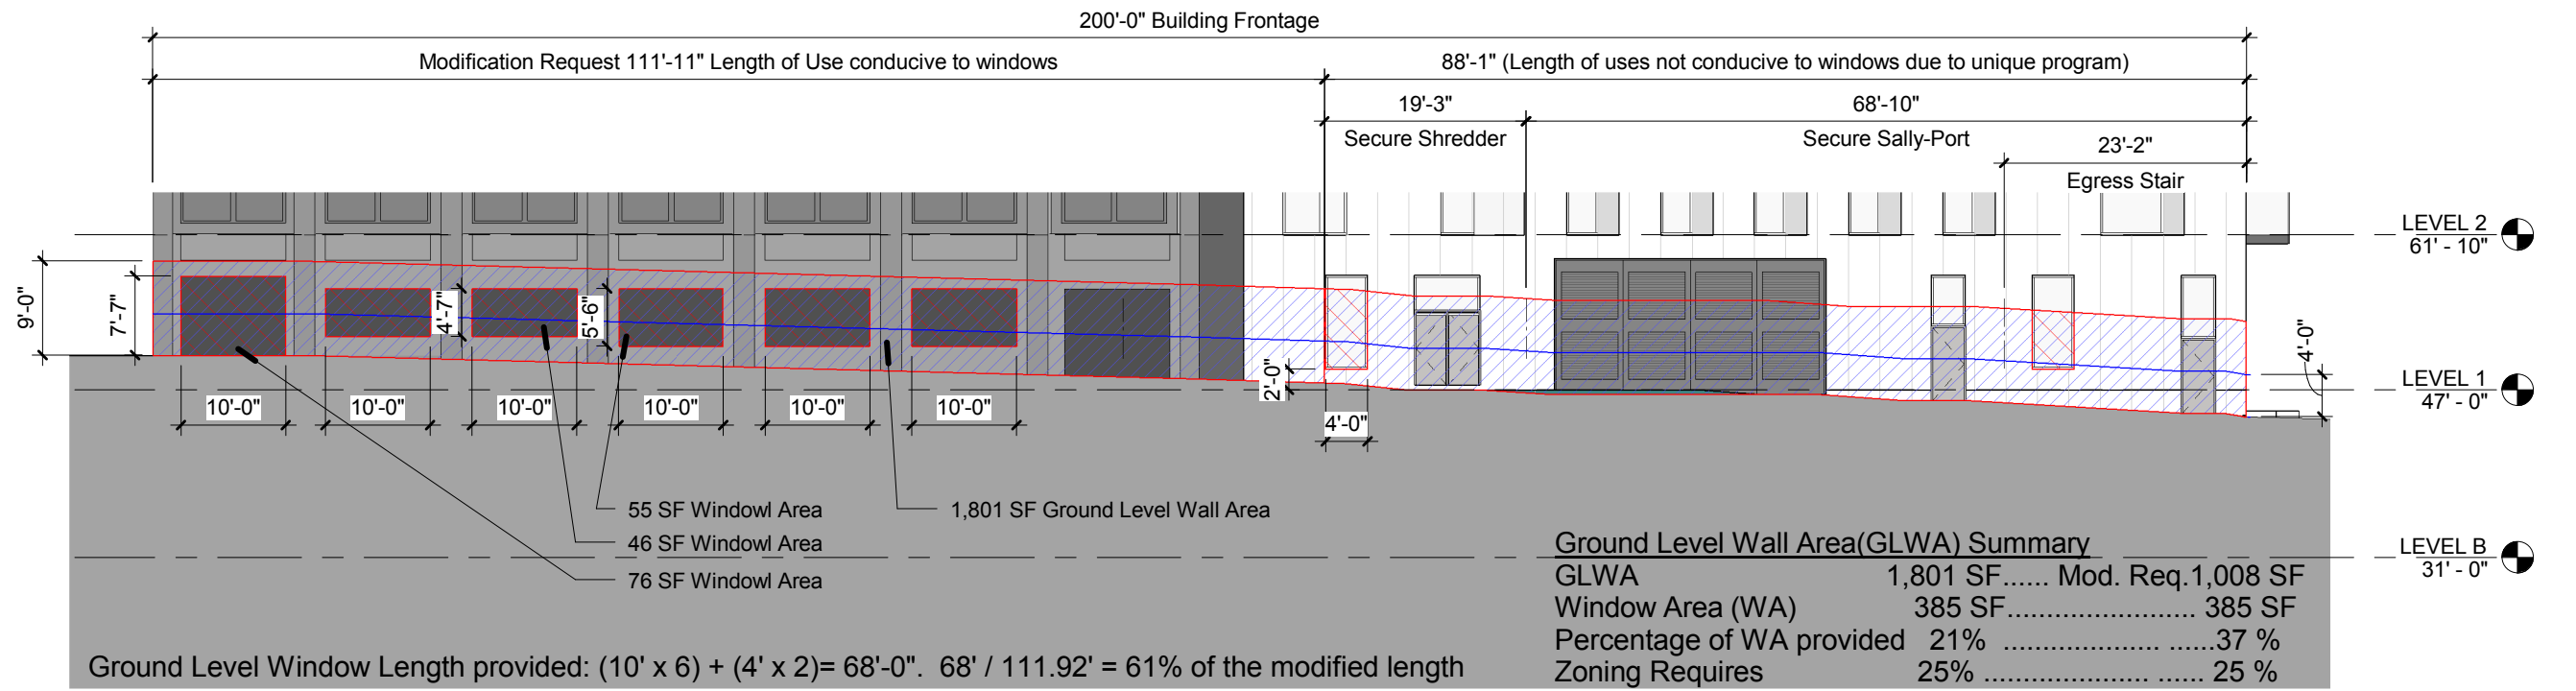 200'-0" Building Frontage
Modification Request 111'-11" Length of Use conducive to windows
88'-1" (Length of uses not conducive to windows due to unique program)
19'-3"
68'-10"
Secure Shredder
Secure Sally-Port
23'-2"
Egress Stair
LEVEL 2
61' - 10"
9'-0"
7'-7"
4'-7"
5'-6"
2'-0"
4'-0"
LEVEL 1
47' - 0"
10'-0"
10'-0"
10'-0"
10'-0"
10'-0"
10'-0"
4'-0"
55 SF Windowl Area
1,801 SF Ground Level Wall Area
46 SF Windowl Area
76 SF Windowl Area
LEVEL B
31' - 0"
Ground Level Wall Area(GLWA) Summary
GLWA 1,801 SF...... Mod. Req.1,008 SF
Window Area (WA) 385 SF....................... 385 SF
Percentage of WA provided 21% ................... ......37 %
Zoning Requires 25% ..................... ...... 25 %
Ground Level Window Length provided: (10' x 6) + (4' x 2)= 68'-0". 68' / 111.92' = 61% of the modified length